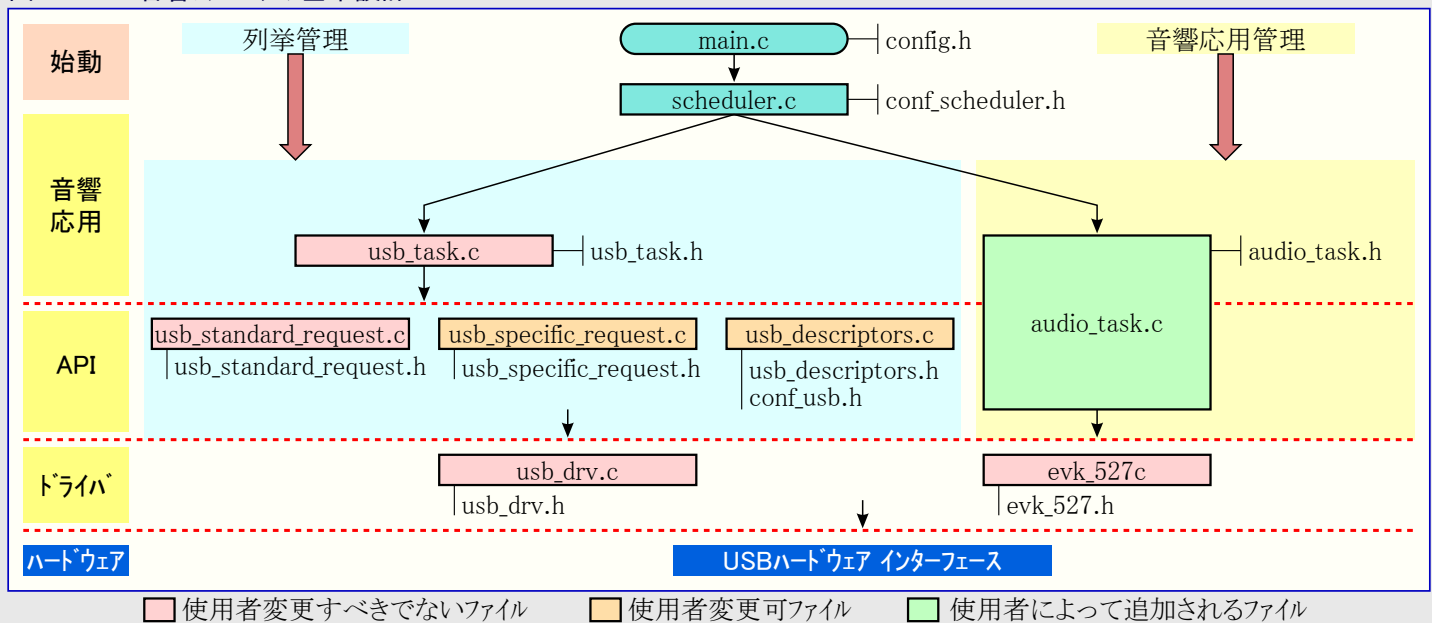 列挙管理
main.c
config.h
音響応用管理
始動
scheduler.c
conf_scheduler.h
音響
応用
usb_task.c
usb_task.h
audio_task.h
audio_task.c
API
usb_standard_request.c
usb_standard_request.h
usb_specific_request.c
usb_specific_request.h
usb_descriptors.c
usb_descriptors.h
conf_usb.h
ドライバ
usb_drv.c
usb_drv.h
evk_527c
evk_527.h
ハードウェア
USBハードウェア インターフェース
使用者変更すべきでないファイル
使用者変更可ファイル
使用者によって追加されるファイル